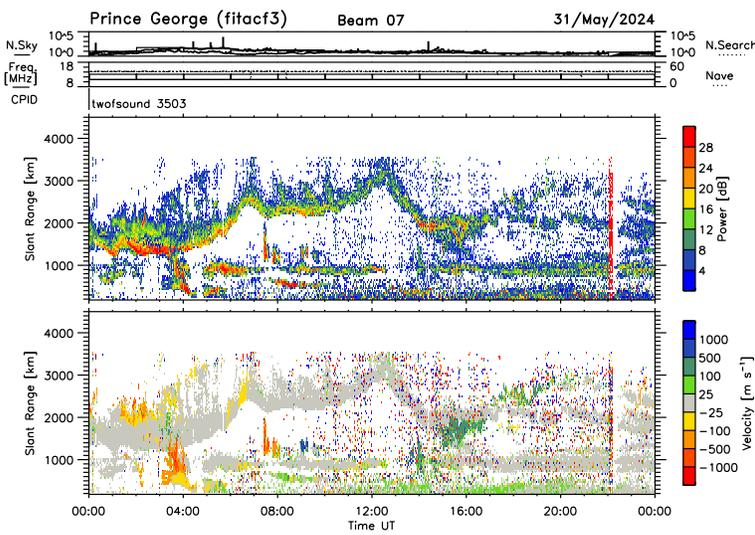 Prince George (fitacf3) Beam 07 31/May/2024
N.Sky 10^5 10^0 10^5 10^0 N.Search
Freq. [MHz] 18 8 60 0 Nave
CPID twofsound 3503
Slant Range [km] 4000 3000 2000 1000
28 24 20 16 12 8 4 Power [dB]
Slant Range [km] 4000 3000 2000 1000
1000 500 100 25 -25 -100 -500 -1000 Velocity [m s⁻¹]
00:00 04:00 08:00 12:00 16:00 20:00 00:00
Time UT